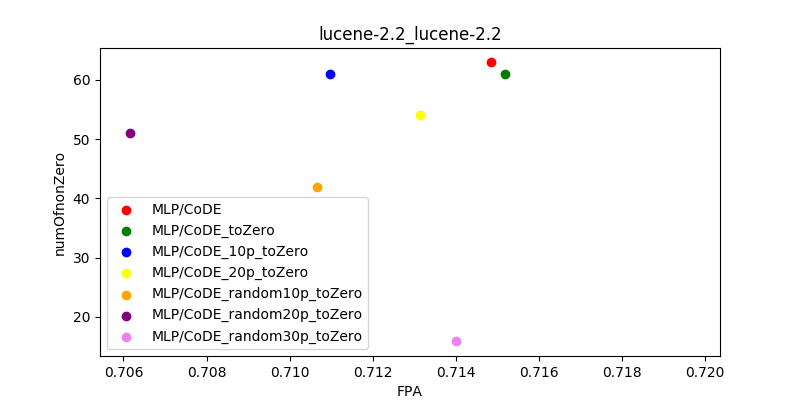 lucene-2.2_lucene-2.2
numOfnonZero
60
50
40
30
20
MLP/CoDE
MLP/CoDE_toZero
MLP/CoDE_10p_toZero
MLP/CoDE_20p_toZero
MLP/CoDE_random10p_toZero
MLP/CoDE_random20p_toZero
MLP/CoDE_random30p_toZero
0.706 0.708 0.710 0.712 0.714 0.716 0.718 0.720
FPA